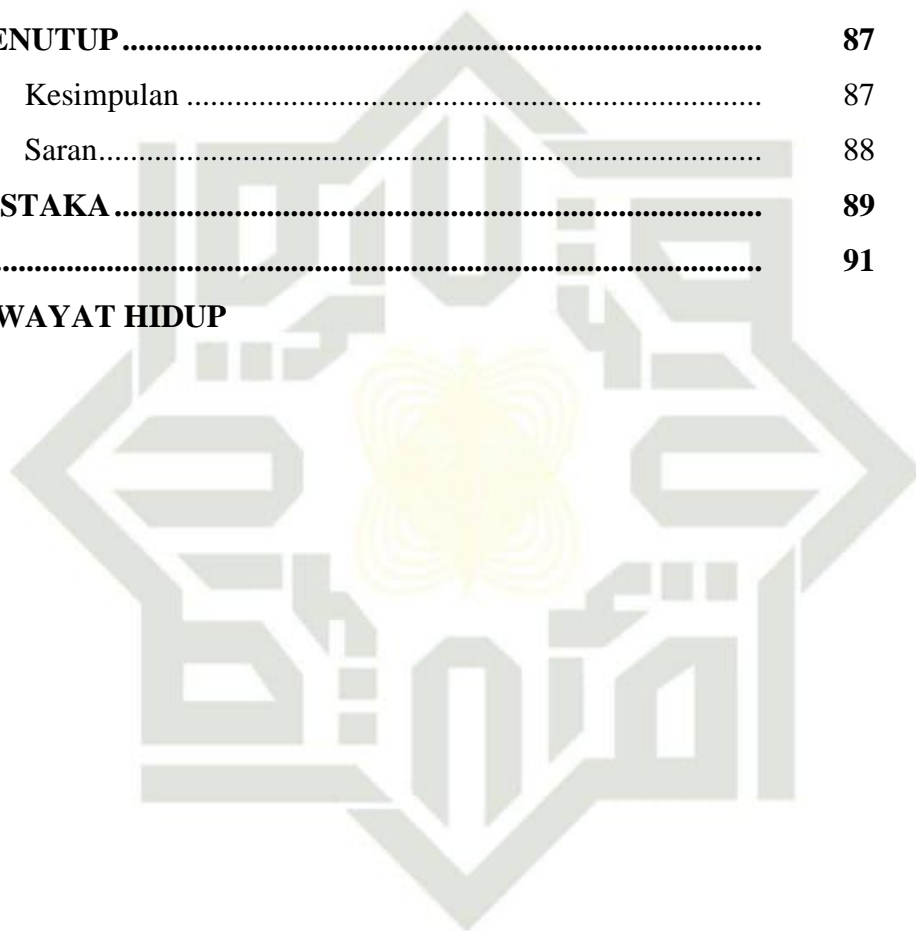 ENUTUP ................................................................................ 87
Kesimpulan ........................................................................ 87
Saran................................................................................... 88
STAKA ................................................................................. 89
................................................................................................ 91
WAYAT HIDUP